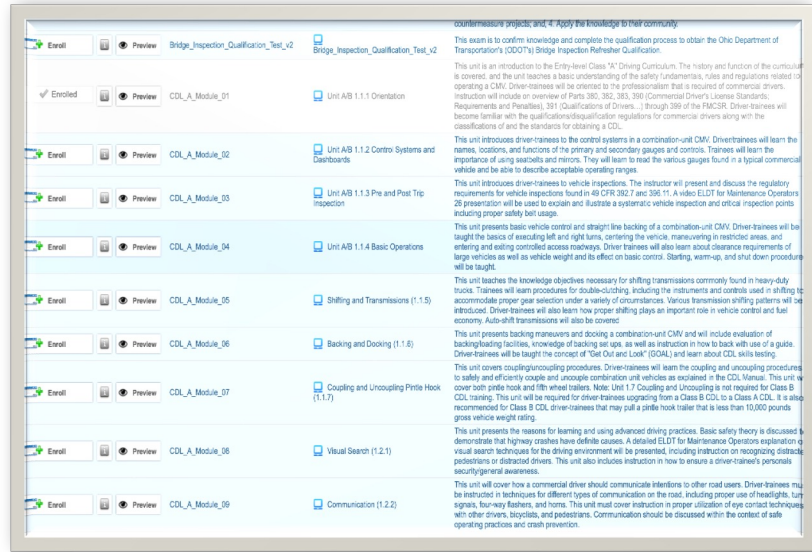 countermeasure projects; and, 4. Apply the knowledge to their community.
Enroll Preview Bridge_Inspection_Qualification_Test_v2 Bridge_Inspection_Qualification_Test_v2
This exam is to confirm knowledge and complete the qualification process to obtain the Ohio Department of
Transportation's (ODOT's) Bridge Inspection Refresher Qualification.
Enrolled Preview CDL_A_Module_01 Unit A/B 1.1.1 Orientation
This unit is an introduction to the Entry-level Class "A" Driving Curriculum. The history and function of the curriculum
is covered, and the unit teaches a basic understanding of the safety fundamentals, rules and regulations related to
operating a CMV. Driver-trainees will be oriented to the professionalism that is required of commercial drivers.
Instruction will include on overview of Parts 380, 382, 383, 390 (Commercial Driver's License Standards;
Requirements and Penalties), 391 (Qualifications of Drivers...) through 399 of the FMCSR. Driver-trainees will
become familiar with the qualifications/disqualification regulations for commercial drivers along with the
classifications of and the standards for obtaining a CDL.
Enroll Preview CDL_A_Module_02 Unit A/B 1.1.2 Control Systems and
Dashboards
This unit introduces driver-trainees to the control systems in a combination-unit CMV. Drivertrainees will learn the
names, locations, and functions of the primary and secondary gauges and controls. Trainees will learn the
importance of using seatbelts and mirrors. They will learn to read the various gauges found in a typical commercial
vehicle and be able to describe acceptable operating ranges.
Enroll Preview CDL_A_Module_03 Unit A/B 1.1.3 Pre and Post Trip
Inspection
This unit introduces driver-trainees to vehicle inspections. The instructor will present and discuss the regulatory
requirements for vehicle inspections found in 49 CFR 392.7 and 396.11. A video ELDT for Maintenance Operators
26 presentation will be used to explain and illustrate a systematic vehicle inspection and critical inspection points
including proper safety belt usage.
Enroll Preview CDL_A_Module_04 Unit A/B 1.1.4 Basic Operations
This unit presents basic vehicle control and straight line backing of a combination-unit CMV. Driver-trainees will be
taught the basics of executing left and right turns, centering the vehicle, maneuvering in restricted areas, and
entering and exiting controlled access roadways. Driver trainees will also learn about clearance requirements of
large vehicles as well as vehicle weight and its effect on basic control. Starting, warm-up, and shut down procedure
will be taught.
Enroll Preview CDL_A_Module_05 Shifting and Transmissions (1.1.5)
This unit teaches the knowledge objectives necessary for shifting transmissions commonly found in heavy-duty
trucks. Trainees will learn procedures for double-clutching, including the instruments and controls used in shifting to
accommodate proper gear selection under a variety of circumstances. Various transmission shifting patterns will be
introduced. Driver-trainees will also learn how proper shifting plays an important role in vehicle control and fuel
economy. Auto-shift transmissions will also be covered
Enroll Preview CDL_A_Module_06 Backing and Docking (1.1.6)
This unit presents backing maneuvers and docking a combination-unit CMV and will include evaluation of
backing/loading facilities, knowledge of backing set ups, as well as instruction in how to back with use of a guide.
Driver-trainees will be taught the concept of "Get Out and Look" (GOAL) and learn about CDL skills testing.
Enroll Preview CDL_A_Module_07 Coupling and Uncoupling Pintle Hook
(1.1.7)
This unit covers coupling/uncoupling procedures. Driver-trainees will learn the coupling and uncoupling procedures
to safely and efficiently couple and uncouple combination unit vehicles as explained in the CDL Manual. This unit w
cover both pintle hook and fifth wheel trailers. Note: Unit 1.7 Coupling and Uncoupling is not required for Class B
CDL training. This unit will be required for driver-trainees upgrading from a Class B CDL to a Class A CDL. It is also
recommended for Class B CDL driver-trainees that may pull a pintle hook trailer that is less than 10,000 pounds
gross vehicle weight rating.
Enroll Preview CDL_A_Module_08 Visual Search (1.2.1)
This unit presents the reasons for learning and using advanced driving practices. Basic safety theory is discussed
demonstrate that highway crashes have definite causes. A detailed ELDT for Maintenance Operators explanation o
visual search techniques for the driving environment will be presented, including instruction on recognizing distracte
pedestrians or distracted drivers. This unit also includes instruction in how to ensure a driver-trainee's personals
security/general awareness.
Enroll Preview CDL_A_Module_09 Communication (1.2.2)
This unit will cover how a commercial driver should communicate intentions to other road users. Driver-trainees mu
be instructed in techniques for different types of communication on the road, including proper use of headlights, turn
signals, four-way flashers, and horns. This unit must cover instruction in proper utilization of eye contact techniques
with other drivers, bicyclists, and pedestrians. Communication should be discussed within the context of safe
operating practices and crash prevention.